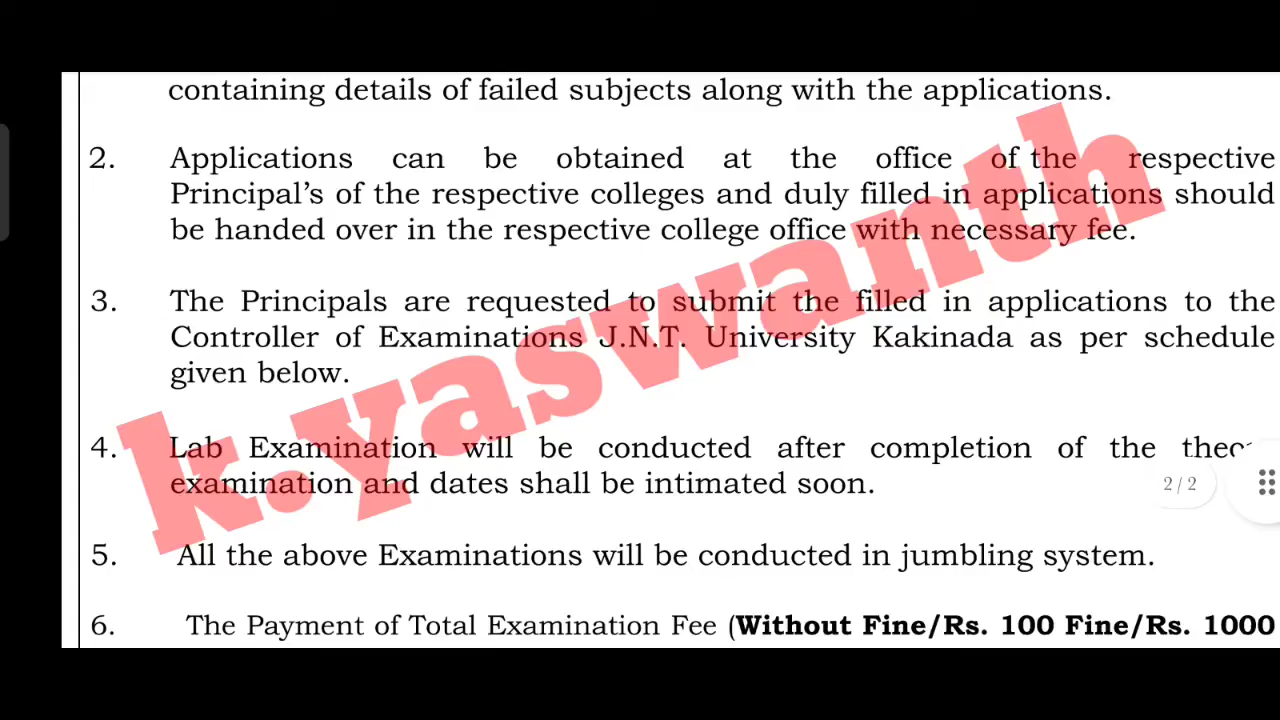 containing details of failed subjects along with the applications.
2. Applications can be obtained at the office of the respective
Principal's of the respective colleges and duly filled in applications should
be handed over in the respective college office with necessary fee.
3. The Principals are requested to submit the filled in applications to the
Controller of Examinations J.N.T. University Kakinada as per schedule
given below.
4. Lab Examination will be conducted after completion of the
examination and dates shall be intimated soon.
2 / 2
5. All the above Examinations will be conducted in jumbling system.
6. The Payment of Total Examination Fee (Without Fine/Rs. 100 Fine/Rs. 1000
k.yaswanth